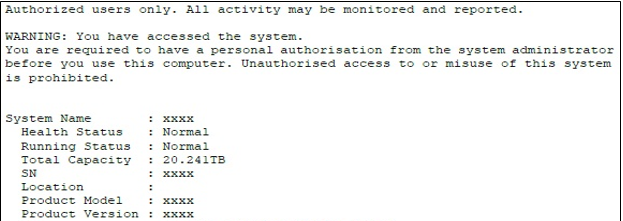 Authorized users only. All activity may be monitored and reported.
WARNING: You have accessed the system.
You are required to have a personal authorisation from the system administrator
before you use this computer. Unauthorised access to or misuse of this system
is prohibited.
System Name : xxxx
Health Status : Normal
Running Status : Normal
Total Capacity : 20.241TB
SN : xxxx
Location :
Product Model : xxxx
Product Version : xxxx